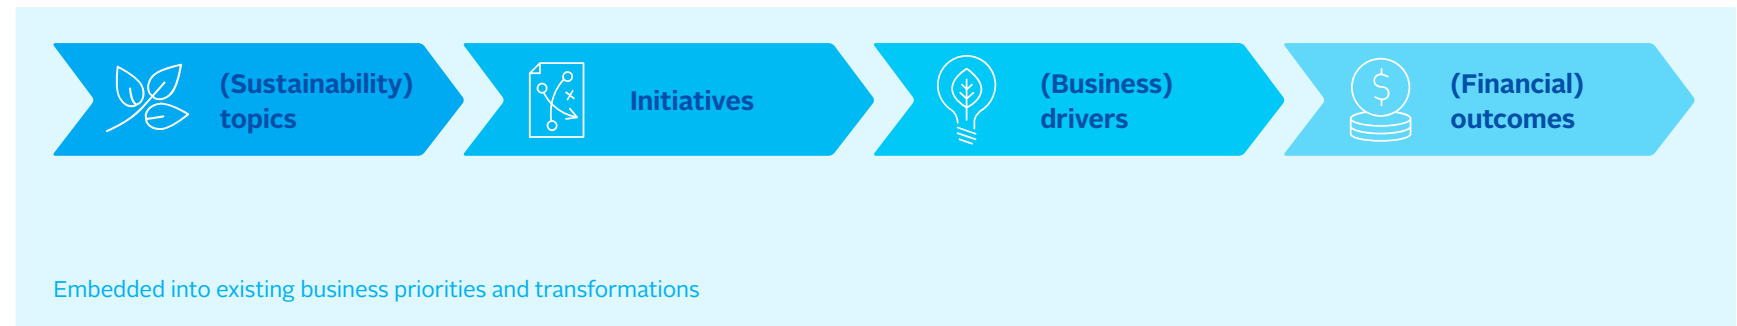 (Sustainability)
topics
Initiatives
(Business)
drivers
(Financial)
outcomes
Embedded into existing business priorities and transformations